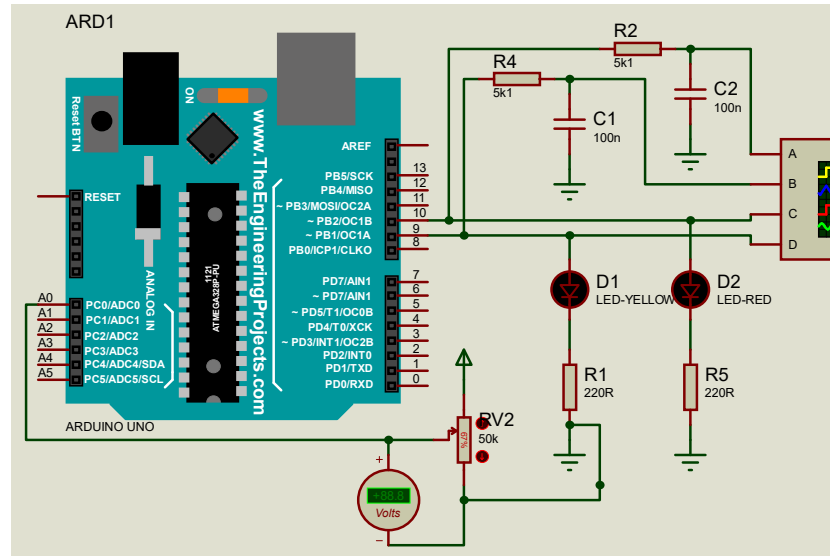 ARD1
R2
5k1
R4
5k1
C2
100n
C1
100n
ON
Reset BTN
www.TheEngineeringProjects.com
AREF
PB5/SCK 13
PB4/MISO 12
~ PB3/MOSI/OC2A 11
~ PB2/OC1B 10
~ PB1/OC1A 9
PB0/ICP1/CLKO 8
RESET
ANALOG IN
1121
ATMEGA328P-PU
A
B
C
D
PD7/AIN1 7
~ PD7/AIN1 6
~ PD5/T1/OC0B 5
PD4/T0/XCK 4
~ PD3/INT1/OC2B 3
PD2/INT0 2
PD1/TXD 1
PD0/RXD 0
A0 PC0/ADC0
A1 PC1/ADC1
A2 PC2/ADC2
A3 PC3/ADC3
A4 PC4/ADC4/SDA
A5 PC5/ADC5/SCL
D1
LED-YELLOW
D2
LED-RED
R1
220R
R5
220R
ARDUINO UNO
RV2
50k
67%
+
+88.8
Volts
−